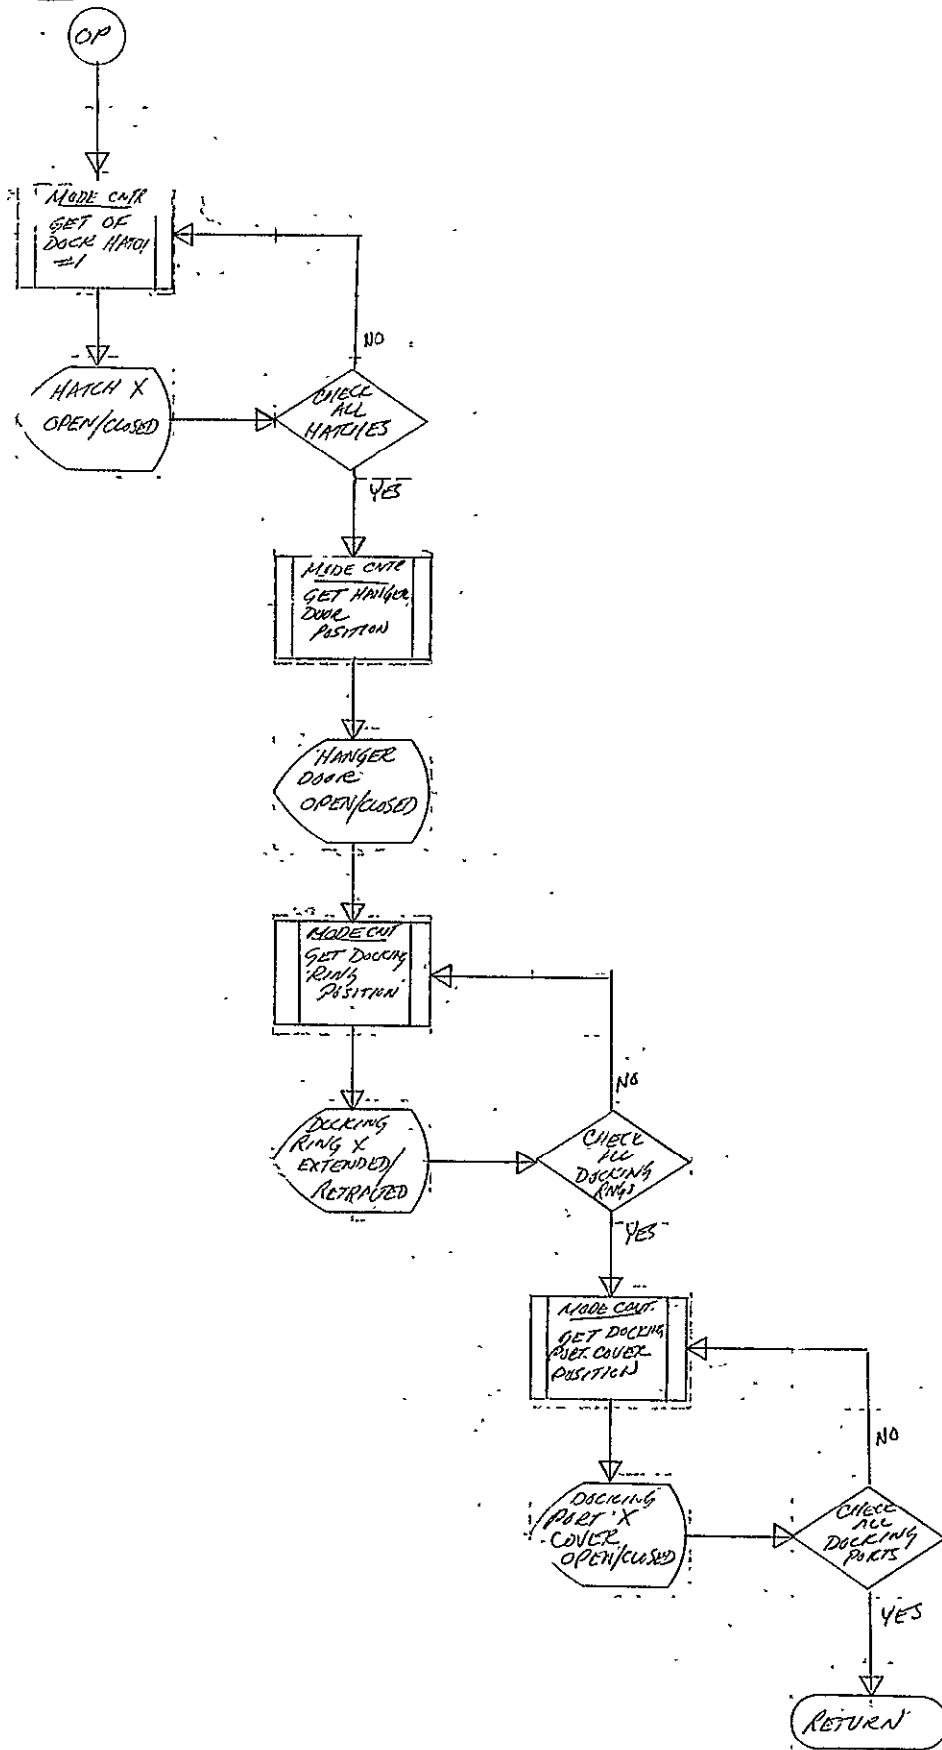 OP
MODE CNTR
GET OF
DOCK HATCH
=1
HATCH X
OPEN/CLOSED
NO
CHECK
ALL
HATCHES
YES
MODE CNTR
GET HANGER
DOOR
POSITION
HANGER
DOOR
OPEN/CLOSED
MODE CNT
GET DOCKING
RING
POSITION
DOCKING
RING X
EXTENDED/
RETRACTED
NO
CHECK
ALL
DOCKING
RNGS
YES
MODE CONT.
GET DOCKING
PORT COVER
POSITION
DOCKING
PORT X
COVER
OPEN/CLOSED
NO
CHECK
ALL
DOCKING
PORTS
YES
RETURN